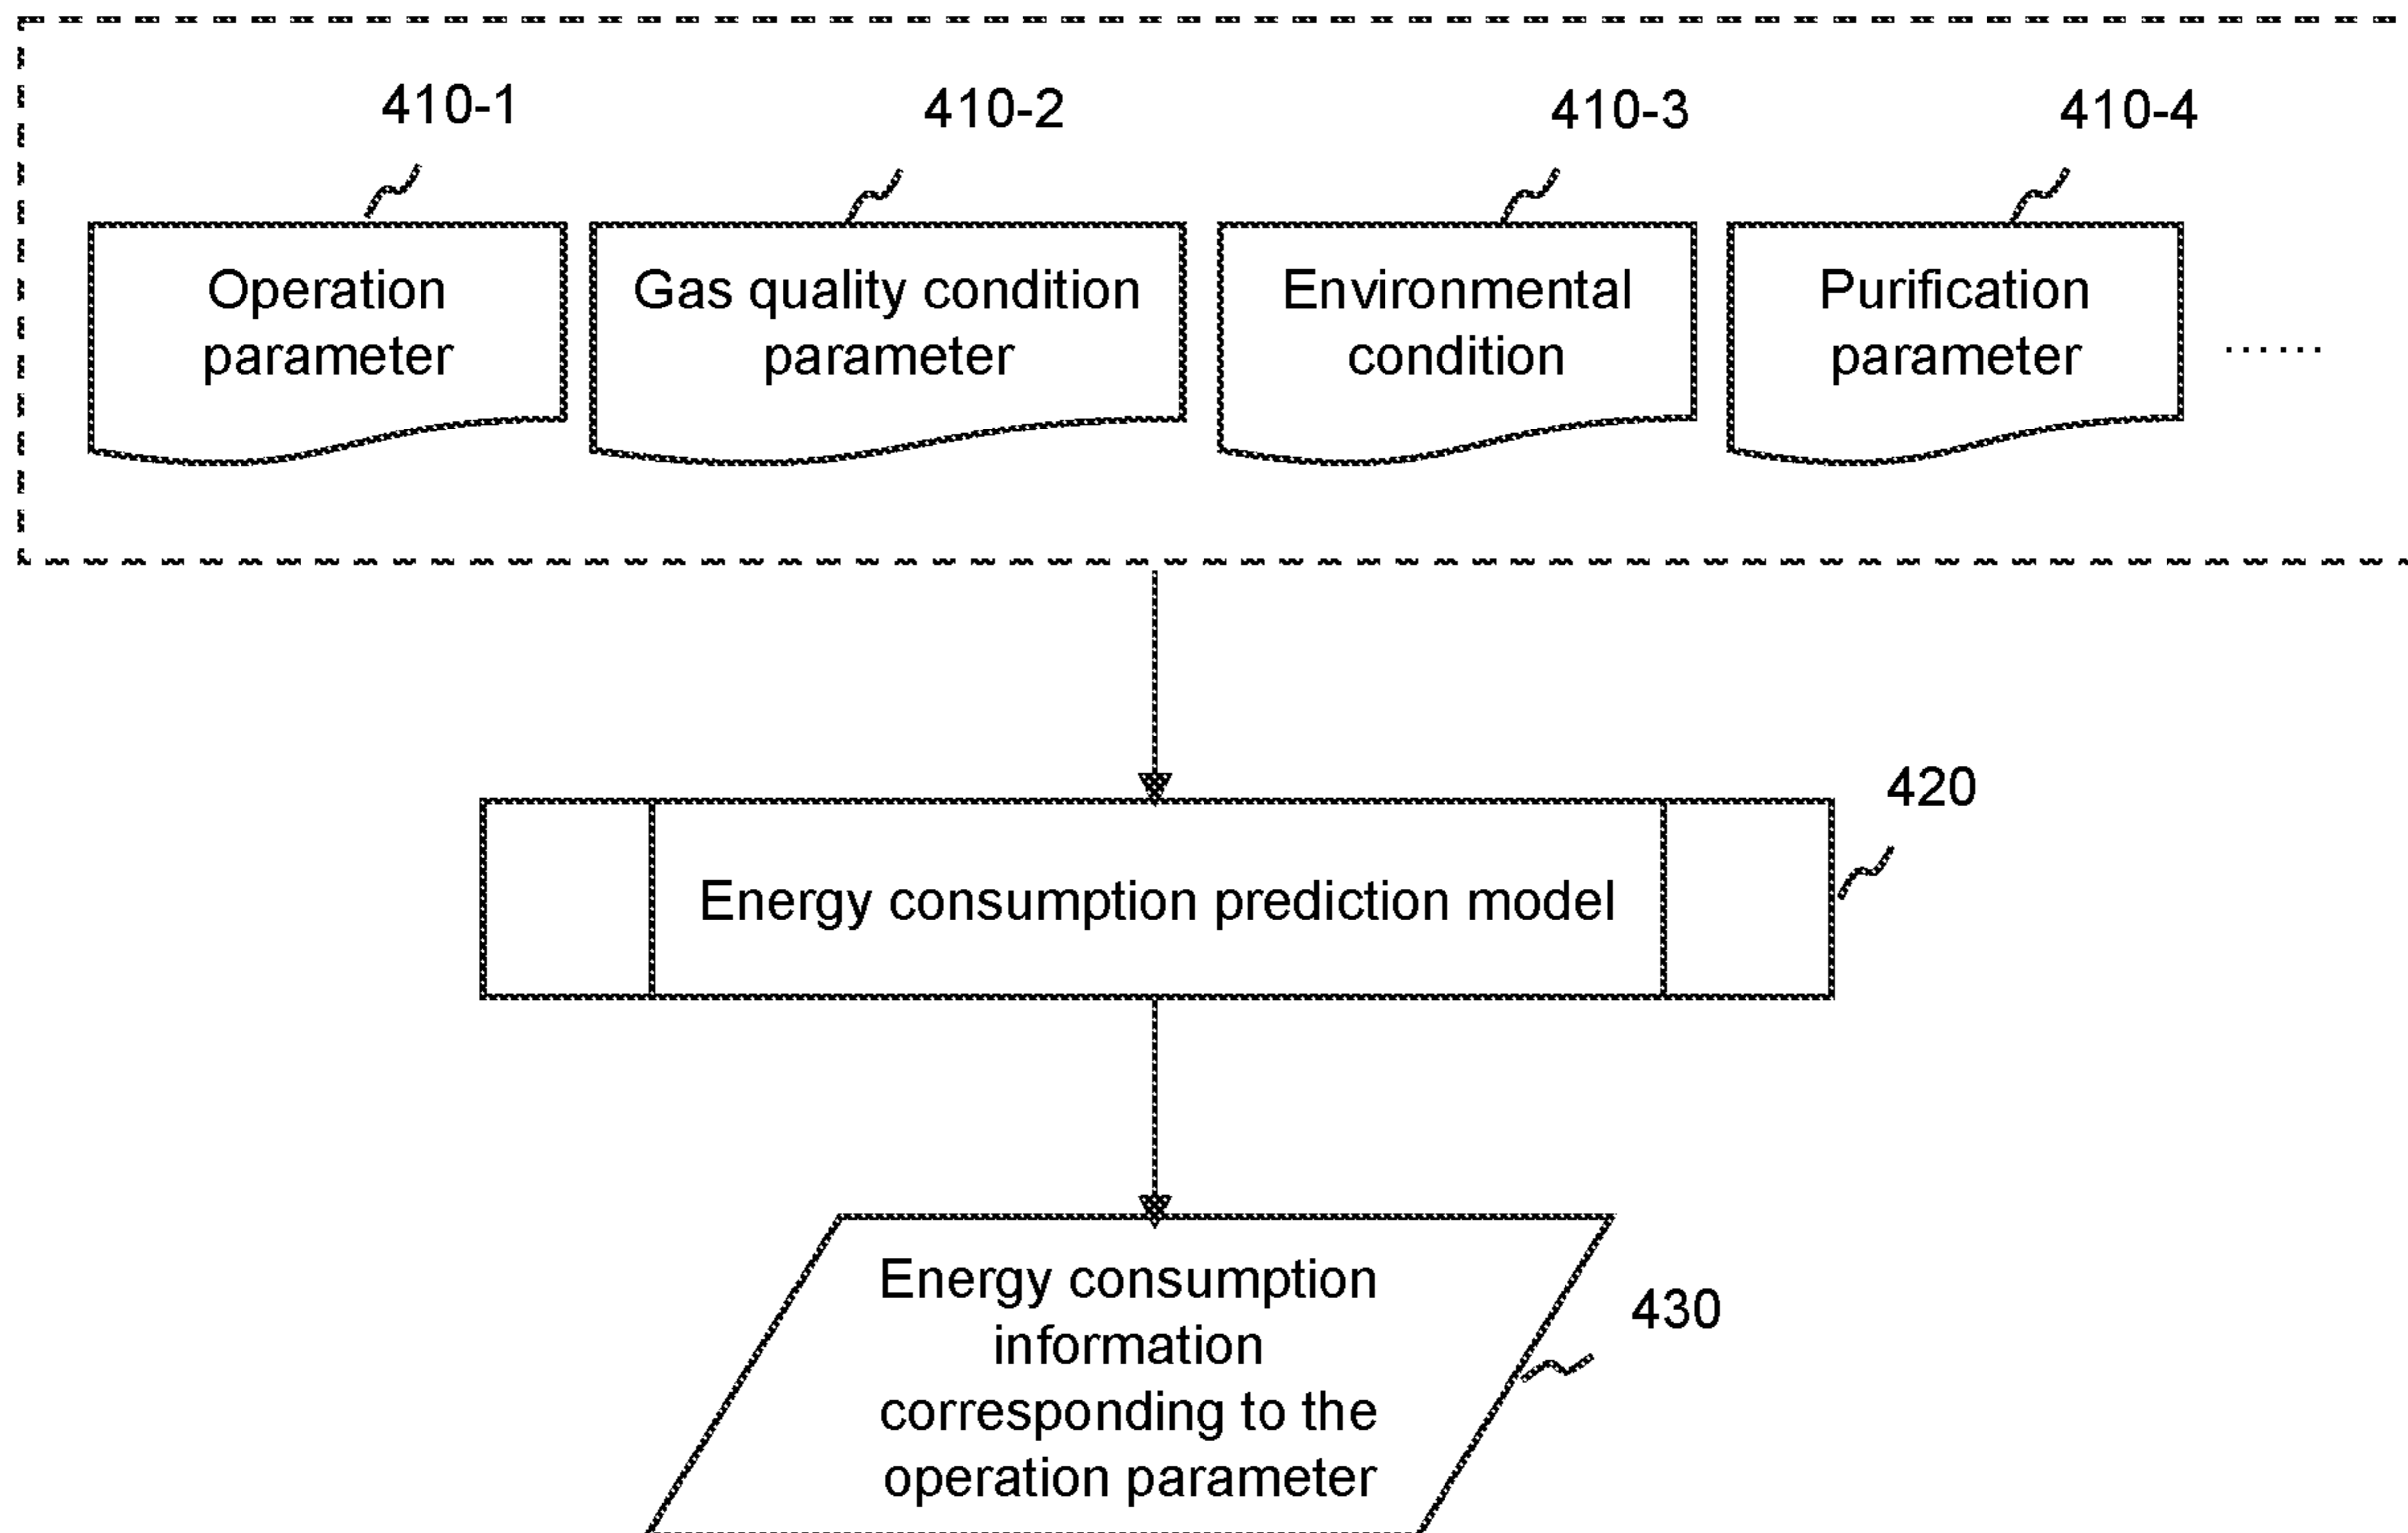 410-1
410-2
410-3
410-4
Operation
parameter
Gas quality condition
parameter
Environmental
condition
Purification
parameter
......
420
Energy consumption prediction model
Energy consumption
information
corresponding to the
operation parameter
430